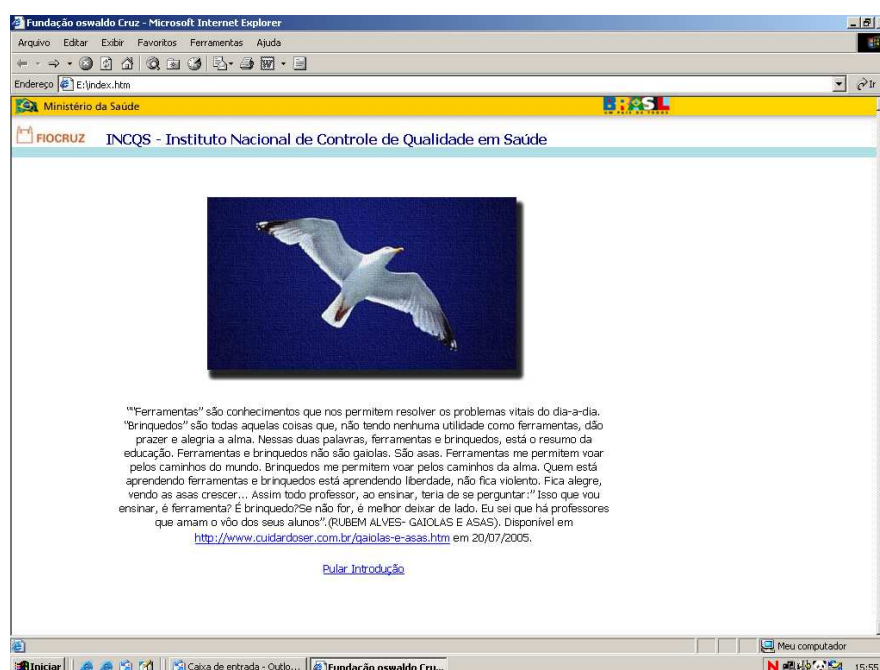 Fundação oswaldo Cruz - Microsoft Internet Explorer
Arquivo Editar Exibir Favoritos Ferramentas Ajuda
Endereço E:\index.htm Ir
Ministério da Saúde BRASIL
UM PAÍS DE TODOS
FIOCRUZ INCQS - Instituto Nacional de Controle de Qualidade em Saúde
""Ferramentas" são conhecimentos que nos permitem resolver os problemas vitais do dia-a-dia.
"Brinquedos" são todas aquelas coisas que, não tendo nenhuma utilidade como ferramentas, dão
prazer e alegria a alma. Nessas duas palavras, ferramentas e brinquedos, está o resumo da
educação. Ferramentas e brinquedos não são gaiolas. São asas. Ferramentas me permitem voar
pelos caminhos do mundo. Brinquedos me permitem voar pelos caminhos da alma. Quem está
aprendendo ferramentas e brinquedos está aprendendo liberdade, não fica violento. Fica alegre,
vendo as asas crescer... Assim todo professor, ao ensinar, teria de se perguntar:" Isso que vou
ensinar, é ferramenta? É brinquedo?Se não for, é melhor deixar de lado. Eu sei que há professores
que amam o vôo dos seus alunos".(RUBEM ALVES- GAIOLAS E ASAS). Disponível em
http://www.cuidardoser.com.br/gaiolas-e-asas.htm em 20/07/2005.
Pular Introdução
Meu computador
Iniciar Caixa de entrada - Outlo... Fundação oswaldo Cru... 15:55